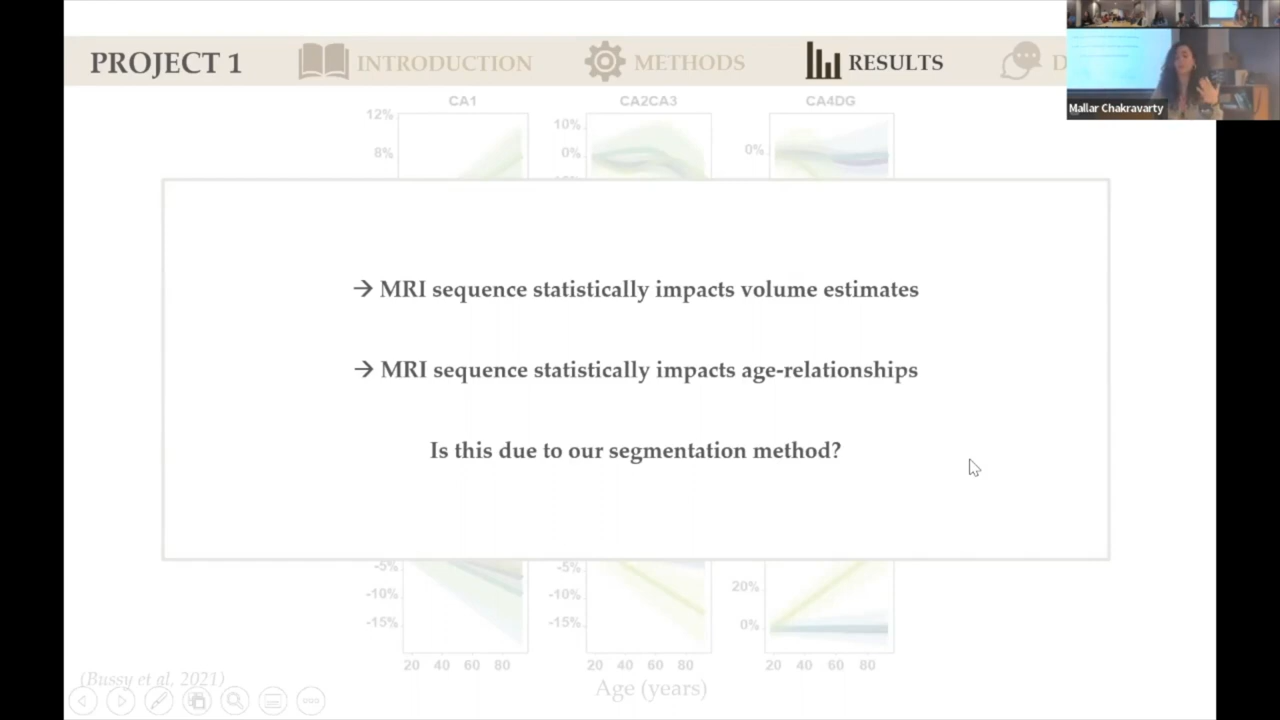 PROJECT 1
INTRODUCTION
METHODS
RESULTS
D
Mallar Chakravarty
CA1
CA2CA3
CA4DG
12%
8%
10%
0%
0%
→ MRI sequence statistically impacts volume estimates
→ MRI sequence statistically impacts age-relationships
Is this due to our segmentation method?
-5%
-10%
-15%
-5%
-10%
-15%
20%
0%
20 40 60 80
20 40 60 80
20 40 60 80
Age (years)
(Bussy et al, 2021)